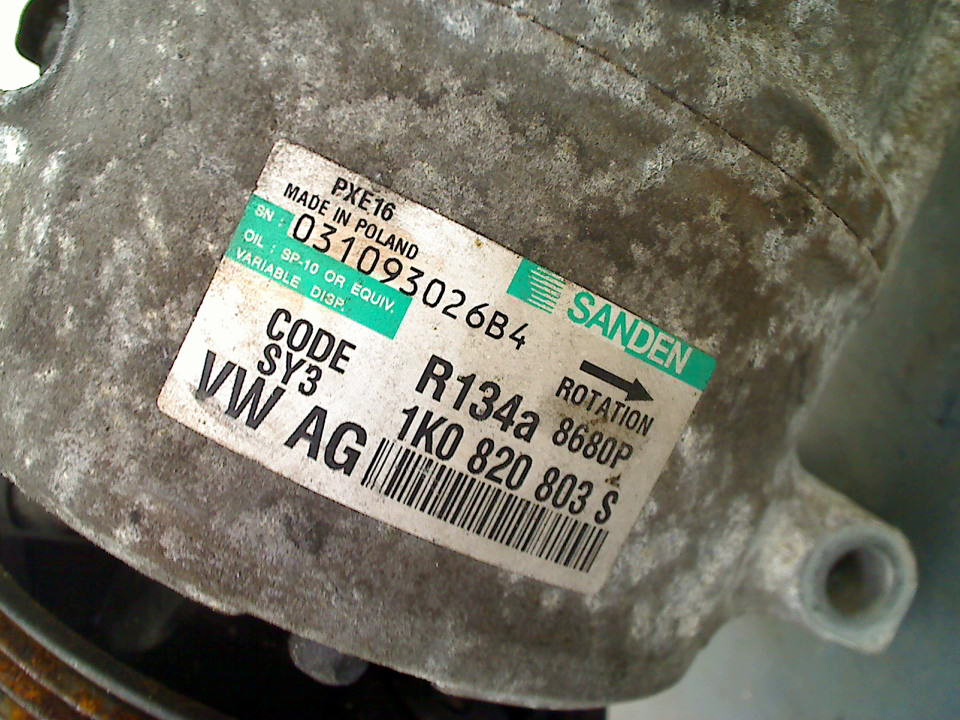 PXE16
MADE IN POLAND
SN : 031093026B4
OIL : SP-10 OR EQUIV.
VARIABLE DI3P.
SANDEN
ROTATION
CODE
SY3
R134a 8680P
VW AG
1K0 820 803 S